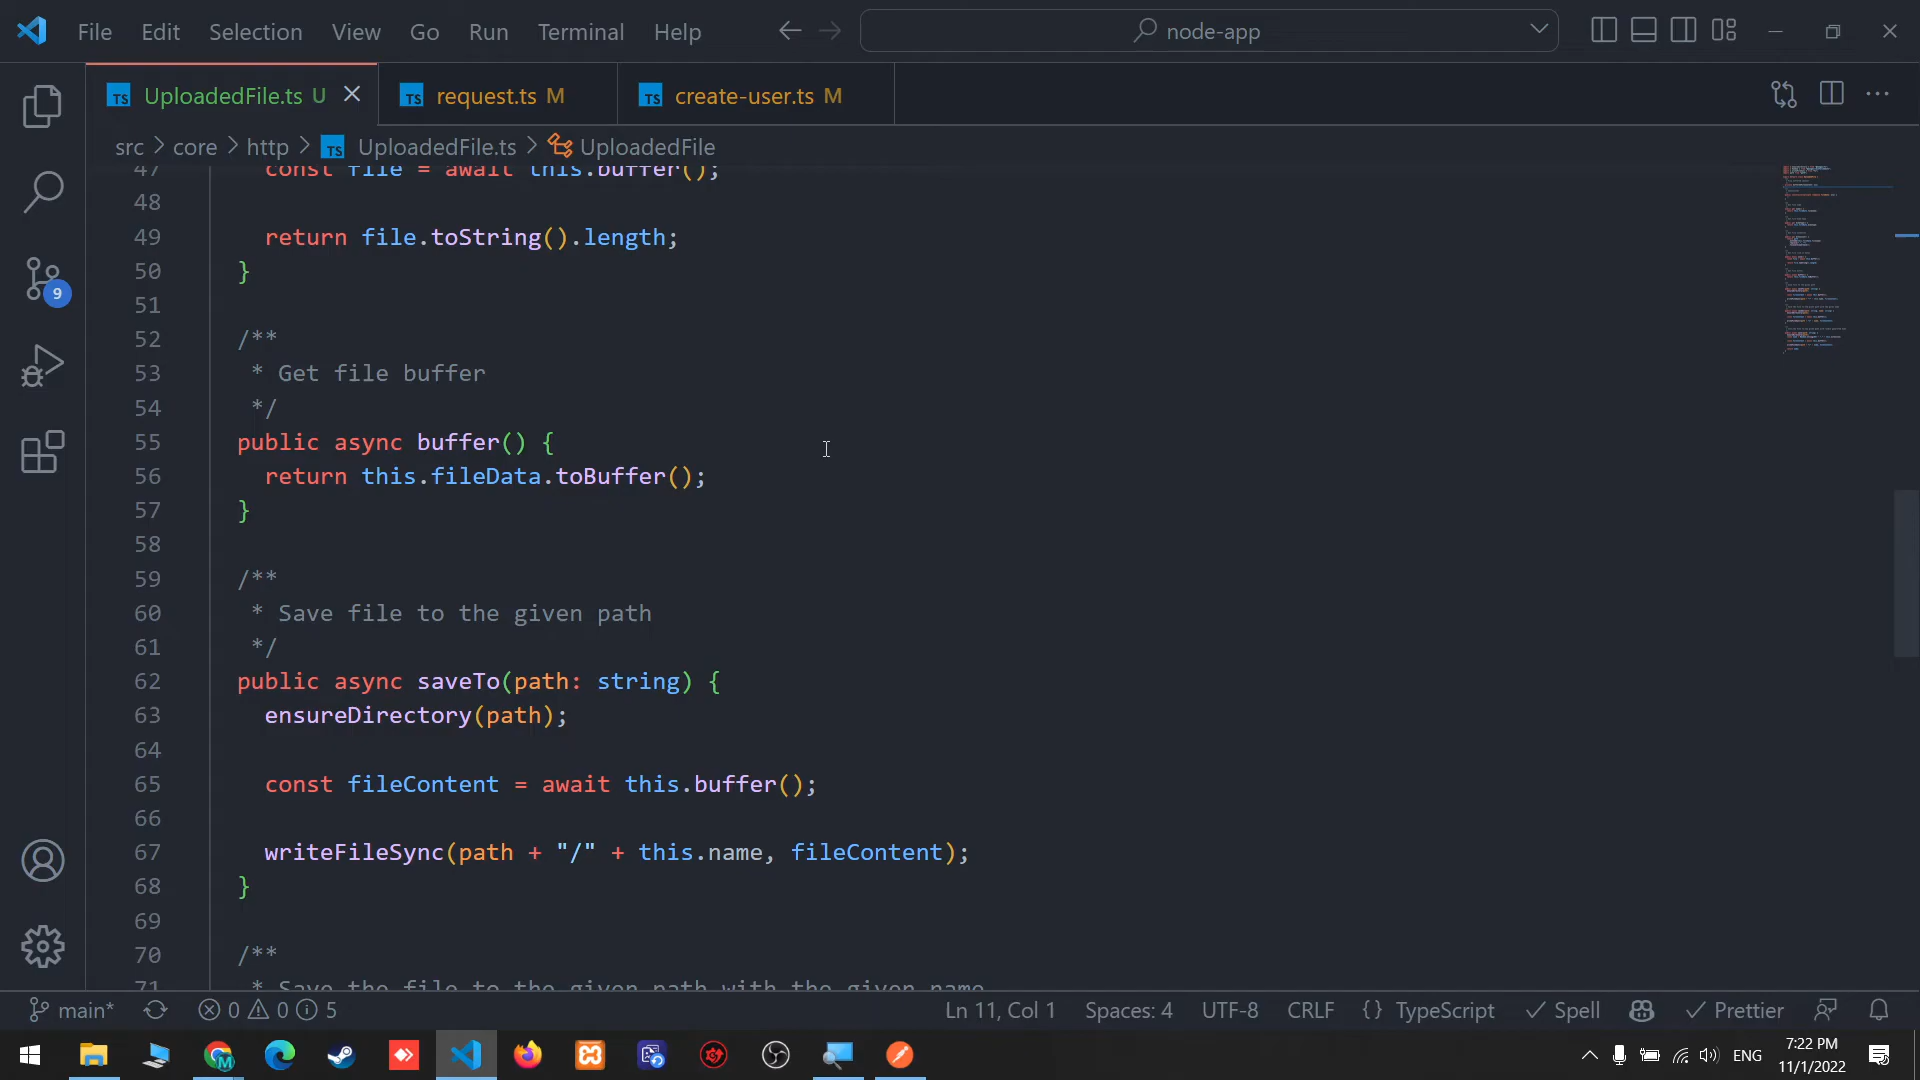 File Edit Selection View Go Run Terminal Help node-app
TS UploadedFile.ts U TS request.ts M TS create-user.ts M
src > core > http > TS UploadedFile.ts > UploadedFile
47 const file = await this.buffer();
48
49 return file.toString().length;
50 }
51
52 /**
53 * Get file buffer
54 */
55 public async buffer() {
56 return this.fileData.toBuffer();
57 }
58
59 /**
60 * Save file to the given path
61 */
62 public async saveTo(path: string) {
63 ensureDirectory(path);
64
65 const fileContent = await this.buffer();
66
67 writeFileSync(path + "/" + this.name, fileContent);
68 }
69
70 /**
71 * Save the file to the given path with the given name
9
main* 0 0 5 Ln 11, Col 1 Spaces: 4 UTF-8 CRLF {} TypeScript Spell Prettier
ENG 7:22 PM
11/1/2022